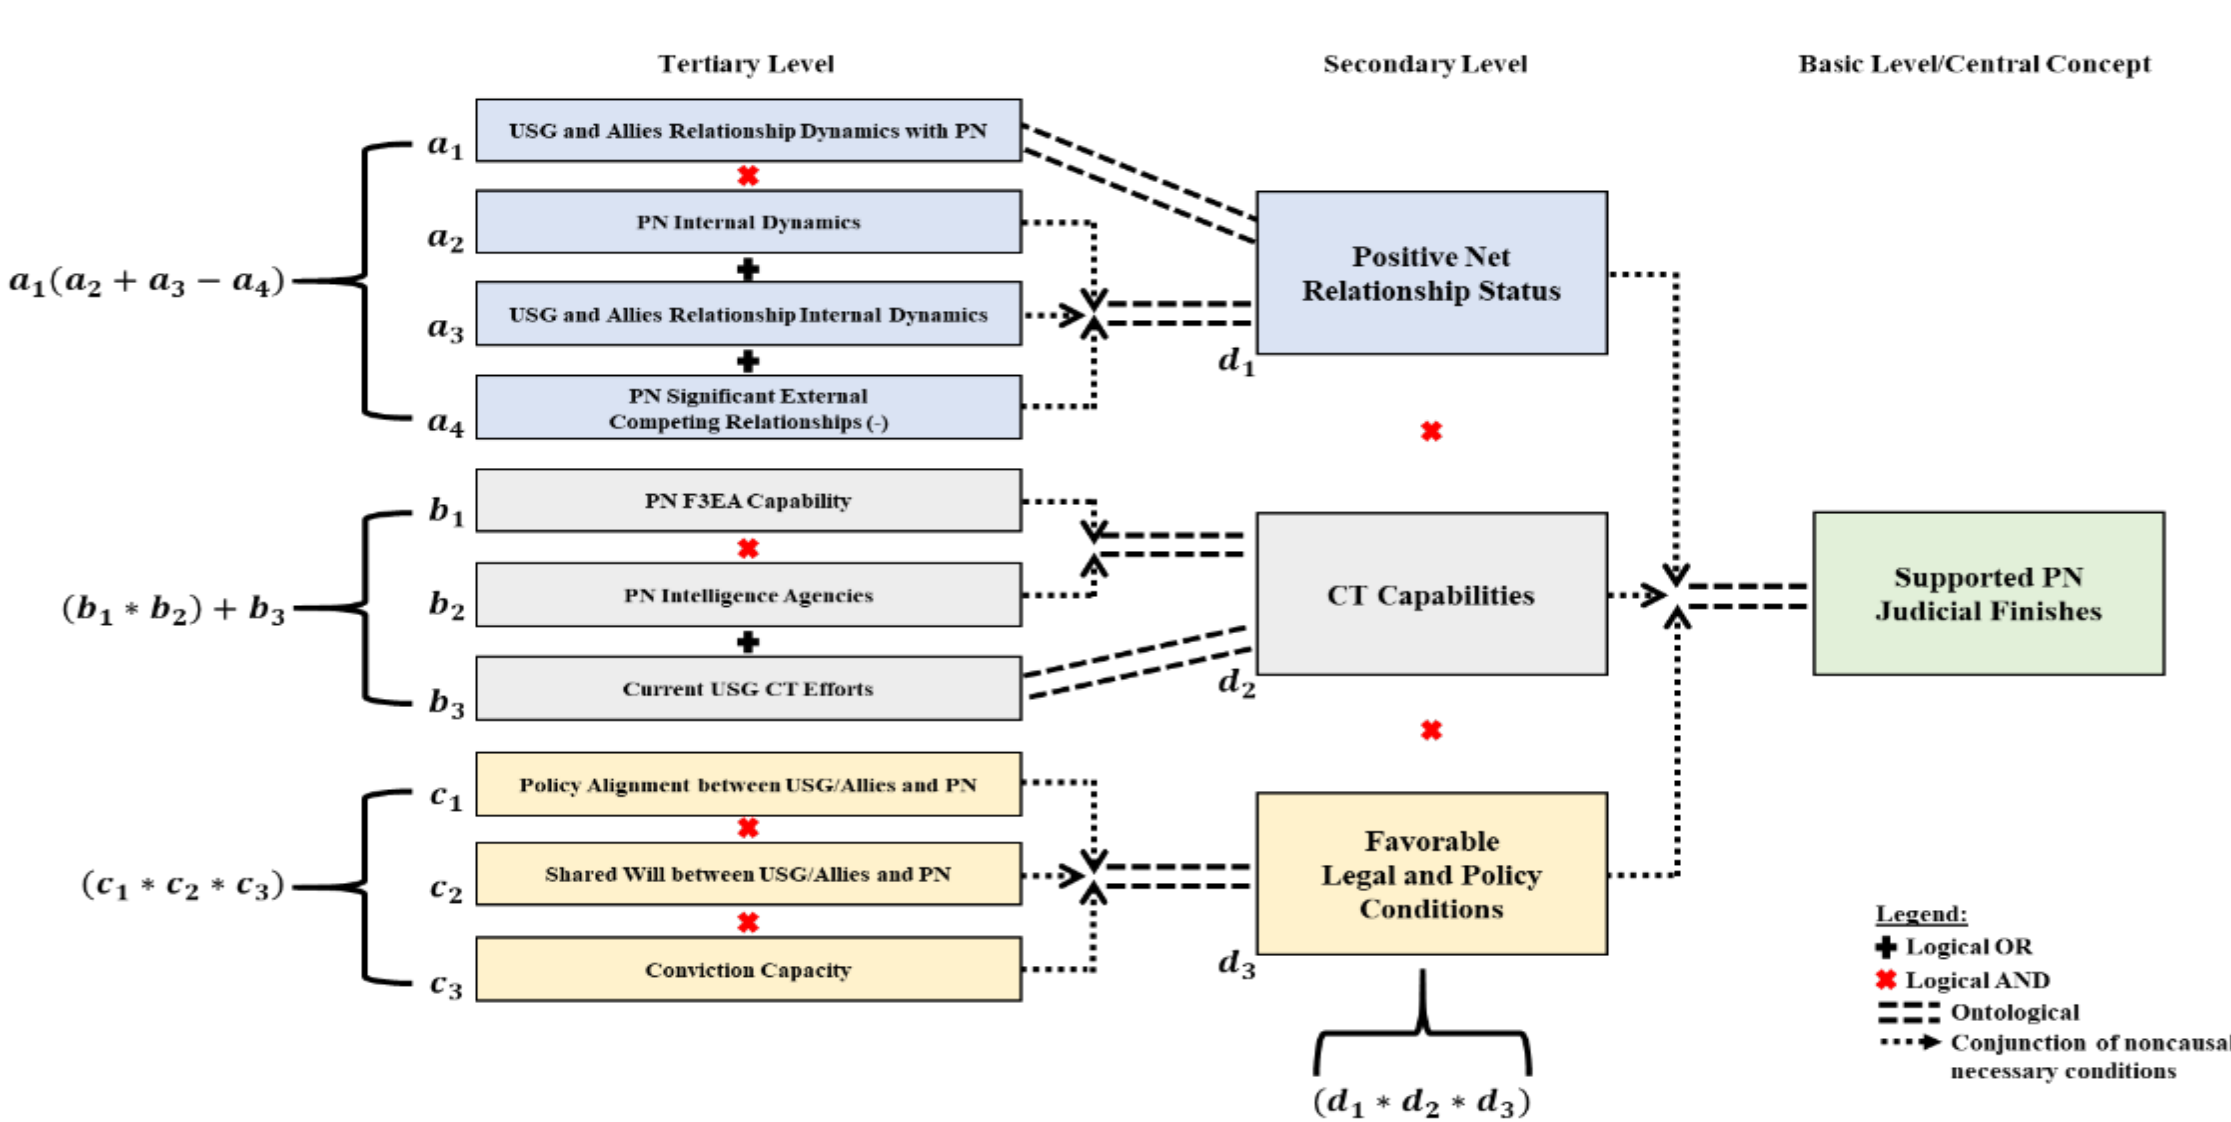 Tertiary Level
Secondary Level
Basic Level/Central Concept
a₁(a₂ + a₃ − a₄)
a₁
USG and Allies Relationship Dynamics with PN
a₂
PN Internal Dynamics
a₃
USG and Allies Relationship Internal Dynamics
a₄
PN Significant External
Competing Relationships (-)
(b₁ * b₂) + b₃
b₁
PN F3EA Capability
b₂
PN Intelligence Agencies
b₃
Current USG CT Efforts
(c₁ * c₂ * c₃)
c₁
Policy Alignment between USG/Allies and PN
c₂
Shared Will between USG/Allies and PN
c₃
Conviction Capacity
Positive Net
Relationship Status
d₁
CT Capabilities
d₂
Favorable
Legal and Policy
Conditions
d₃
(d₁ * d₂ * d₃)
Supported PN
Judicial Finishes
Legend:
Logical OR
Logical AND
Ontological
Conjunction of noncausal
necessary conditions